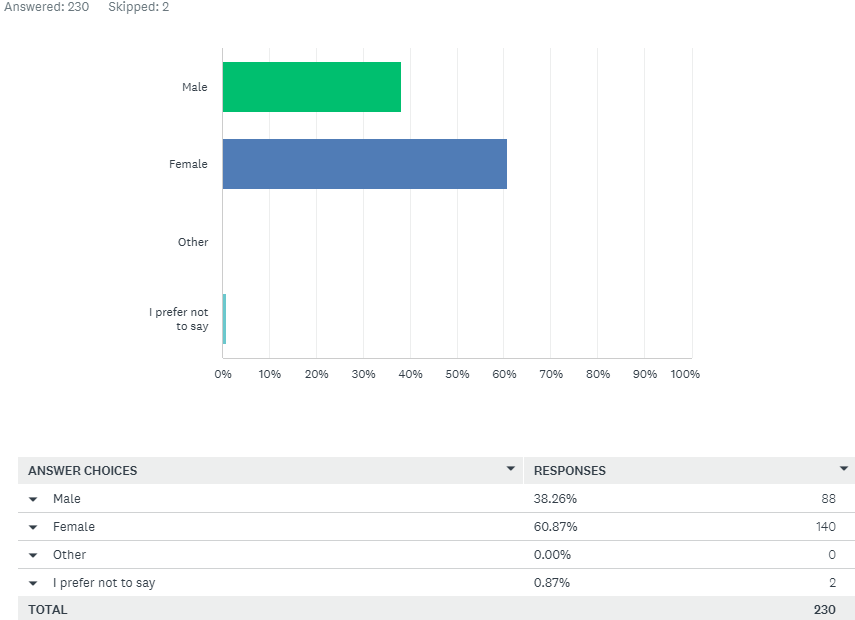 Answered: 230 Skipped: 2
Male
Female
Other
I prefer not
to say
0% 10% 20% 30% 40% 50% 60% 70% 80% 90% 100%
ANSWER CHOICES RESPONSES
Male 38.26% 88
Female 60.87% 140
Other 0.00% 0
I prefer not to say 0.87% 2
TOTAL 230